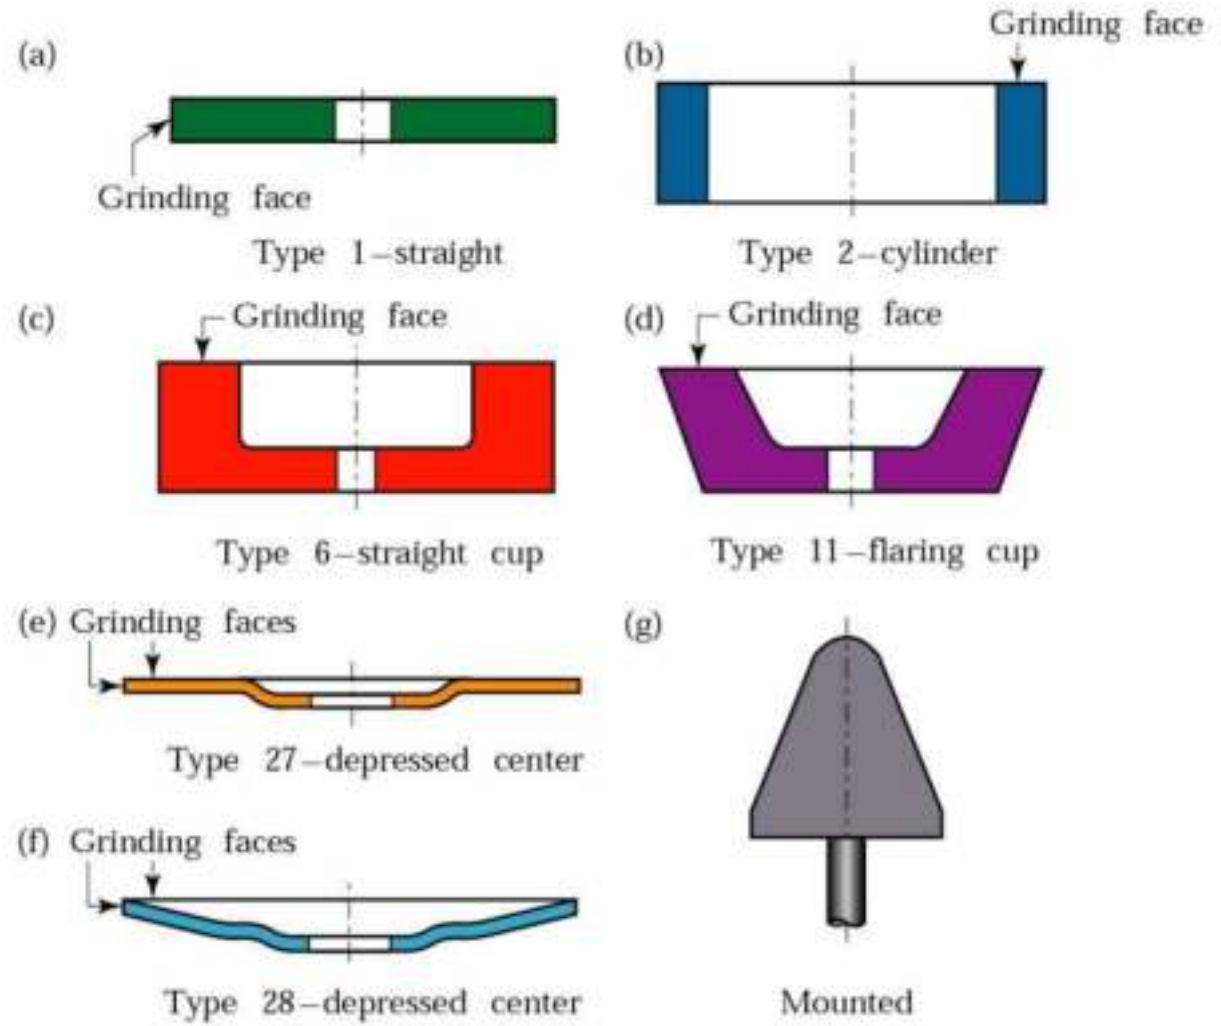 (a)
Grinding face
Type 1–straight
(b)
Grinding face
Type 2–cylinder
(c)
Grinding face
Type 6–straight cup
(d)
Grinding face
Type 11–flaring cup
(e) Grinding faces
Type 27–depressed center
(f) Grinding faces
Type 28–depressed center
(g)
Mounted